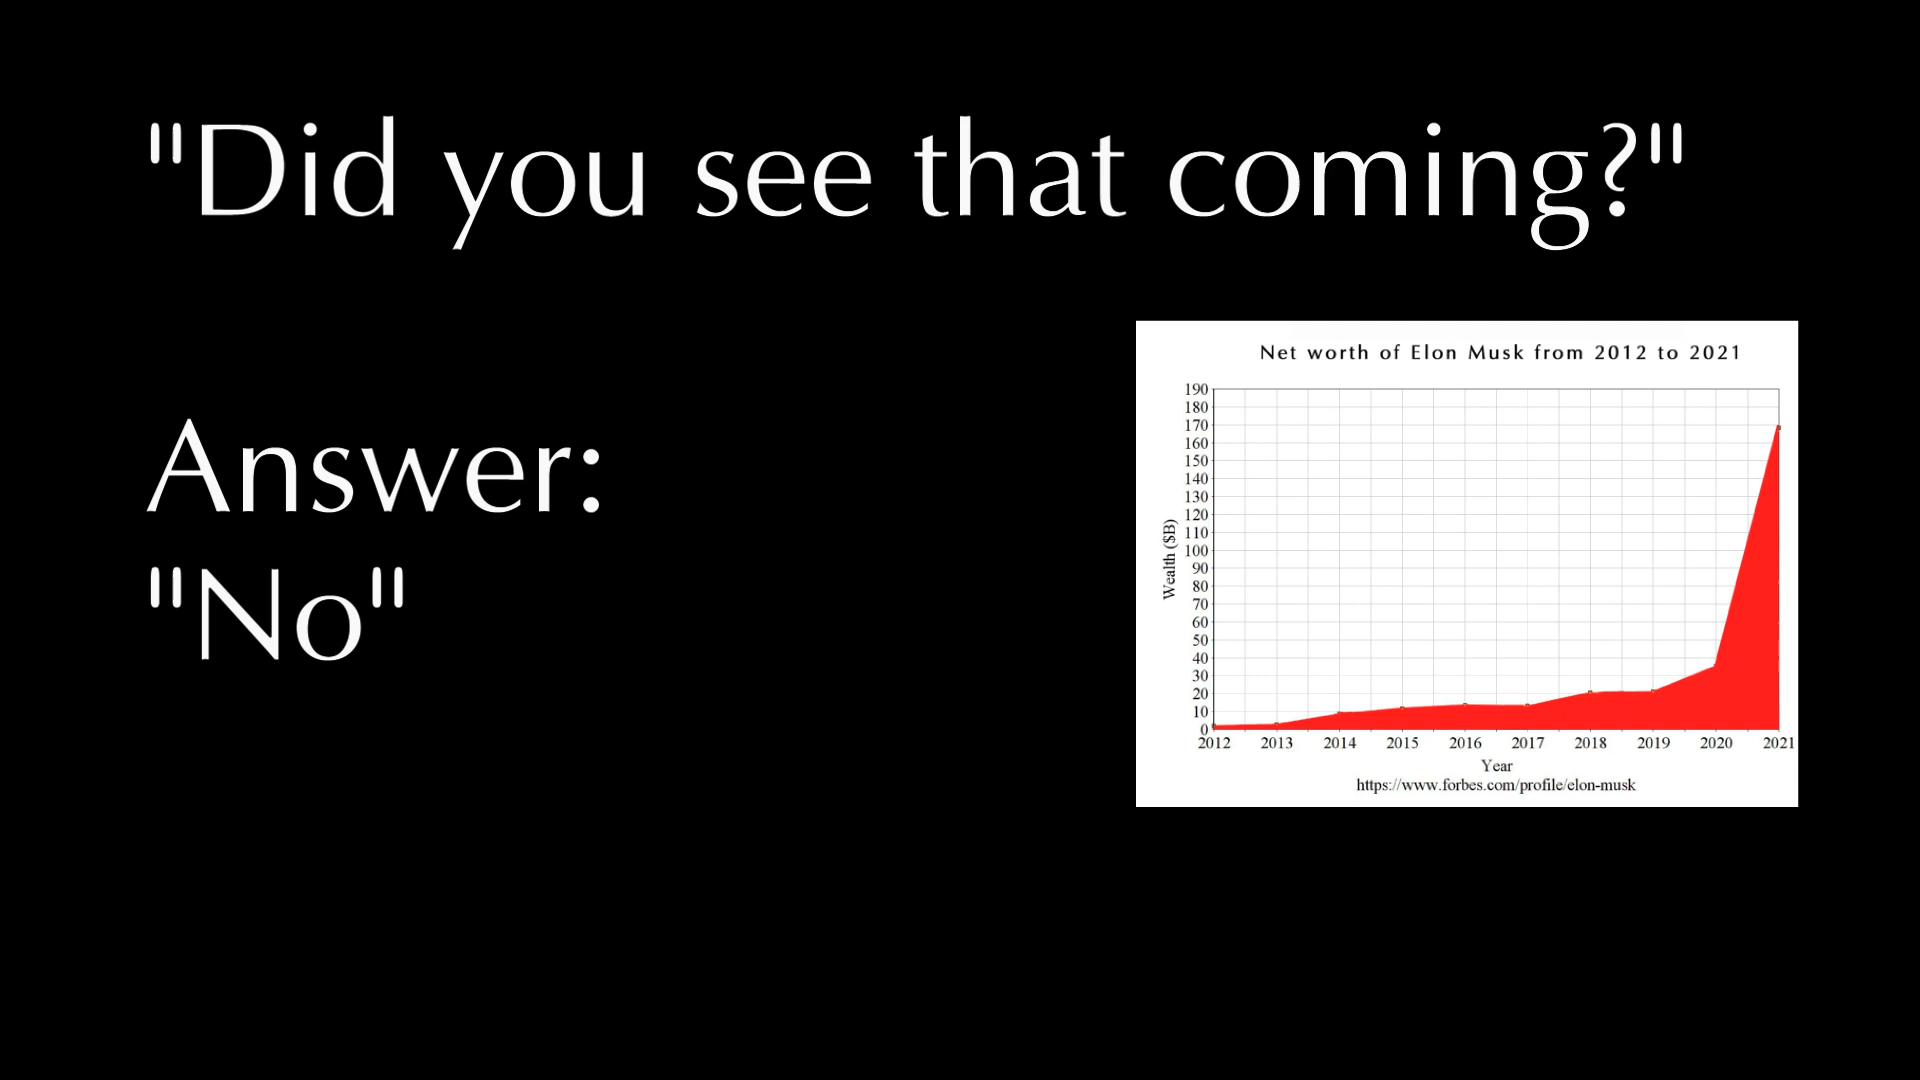 "Did you see that coming?"
Answer:
"No"
Net worth of Elon Musk from 2012 to 2021
190
180
170
160
150
140
130
120
110
100
90
80
70
60
50
40
30
20
10
0
Wealth ($B)
2012 2013 2014 2015 2016 2017 2018 2019 2020 2021
Year
https://www.forbes.com/profile/elon-musk